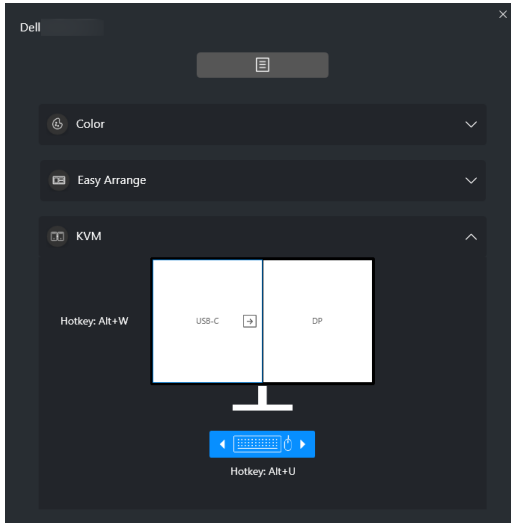 Dell
Color
Easy Arrange
KVM
Hotkey: Alt+W
USB-C
DP
Hotkey: Alt+U